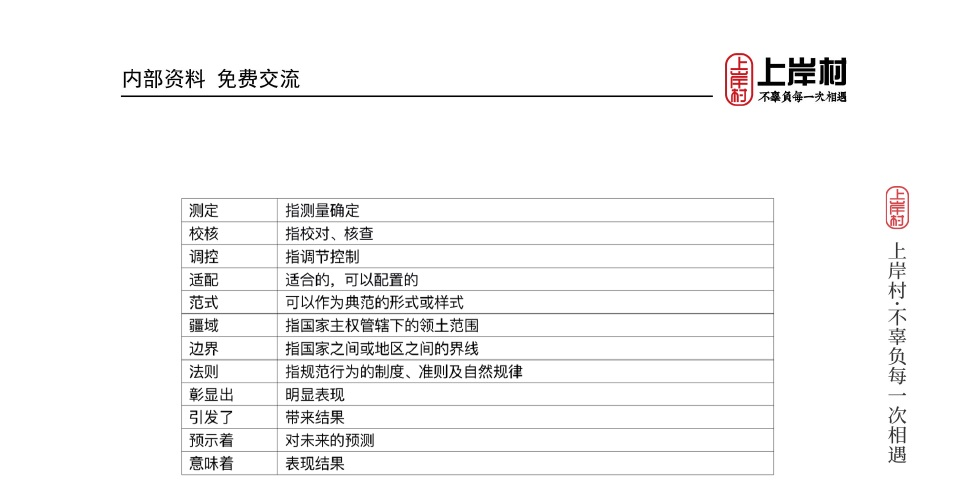 内部资料 免费交流
上岸村
上岸村
不辜负每一次相遇
测定 指测量确定
校核 指校对、核查
调控 指调节控制
适配 适合的，可以配置的
范式 可以作为典范的形式或样式
疆域 指国家主权管辖下的领土范围
边界 指国家之间或地区之间的界线
法则 指规范行为的制度、准则及自然规律
彰显出 明显表现
引发了 带来结果
预示着 对未来的预测
意味着 表现结果
上岸村
上岸村·不辜负每一次相遇